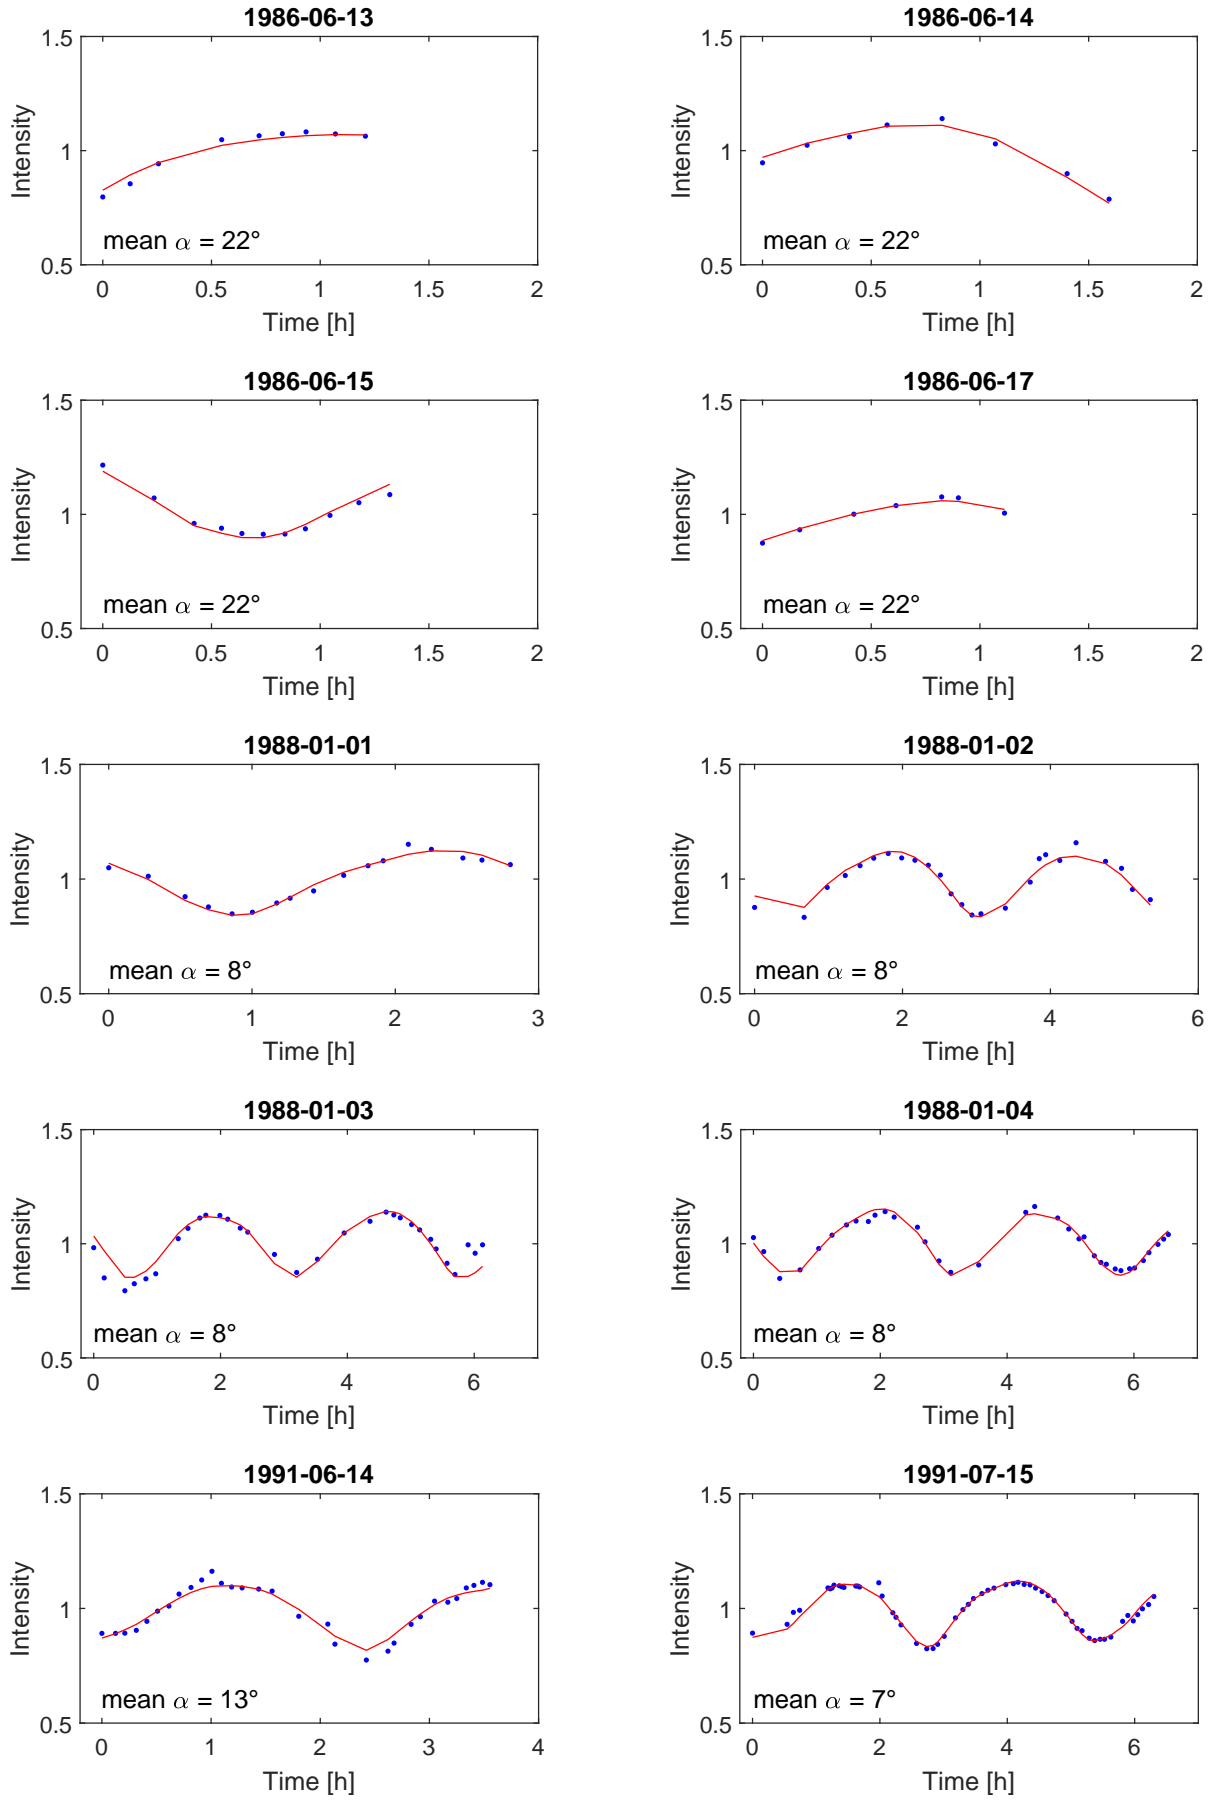 1986-06-13
1.5
1
0.5
Intensity
mean α = 22°
0 0.5 1 1.5 2
Time [h]
1986-06-14
1.5
1
0.5
Intensity
mean α = 22°
0 0.5 1 1.5 2
Time [h]
1986-06-15
1.5
1
0.5
Intensity
mean α = 22°
0 0.5 1 1.5 2
Time [h]
1986-06-17
1.5
1
0.5
Intensity
mean α = 22°
0 0.5 1 1.5 2
Time [h]
1988-01-01
1.5
1
0.5
Intensity
mean α = 8°
0 1 2 3
Time [h]
1988-01-02
1.5
1
0.5
Intensity
mean α = 8°
0 2 4 6
Time [h]
1988-01-03
1.5
1
0.5
Intensity
mean α = 8°
0 2 4 6
Time [h]
1988-01-04
1.5
1
0.5
Intensity
mean α = 8°
0 2 4 6
Time [h]
1991-06-14
1.5
1
0.5
Intensity
mean α = 13°
0 1 2 3 4
Time [h]
1991-07-15
1.5
1
0.5
Intensity
mean α = 7°
0 2 4 6
Time [h]